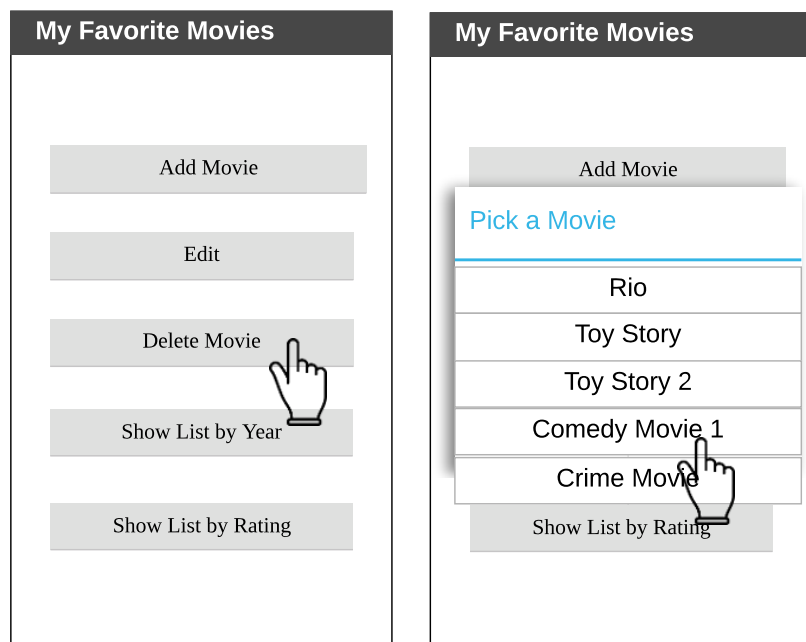 My Favorite Movies
Add Movie
Edit
Delete Movie
Show List by Year
Show List by Rating
My Favorite Movies
Add Movie
Pick a Movie
Rio
Toy Story
Toy Story 2
Comedy Movie 1
Crime Movie
Show List by Rating